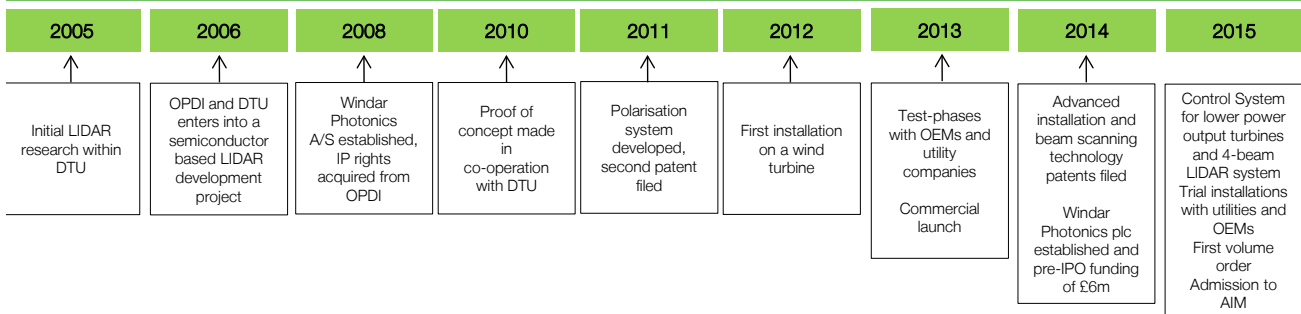 2005
2006
2008
2010
2011
2012
2013
2014
2015
Initial LIDAR
research within
DTU
OPDI and DTU
enters into a
semiconductor
based LIDAR
development
project
Windar
Photonics
A/S established,
IP rights
acquired from
OPDI
Proof of
concept made
in
co-operation
with DTU
Polarisation
system
developed,
second patent
filed
First installation
on a wind
turbine
Test-phases
with OEMs and
utility
companies
Commercial
launch
Advanced
installation and
beam scanning
technology
patents filed
Windar
Photonics plc
established and
pre-IPO funding
of £6m
Control System
for lower power
output turbines
and 4-beam
LIDAR system
Trial installations
with utilities and
OEMs
First volume
order
Admission to
AIM